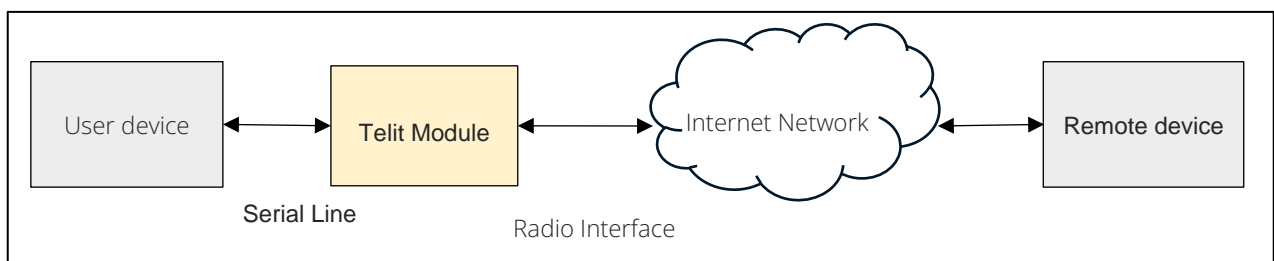 User device
Telit Module
Internet Network
Remote device
Serial Line
Radio Interface